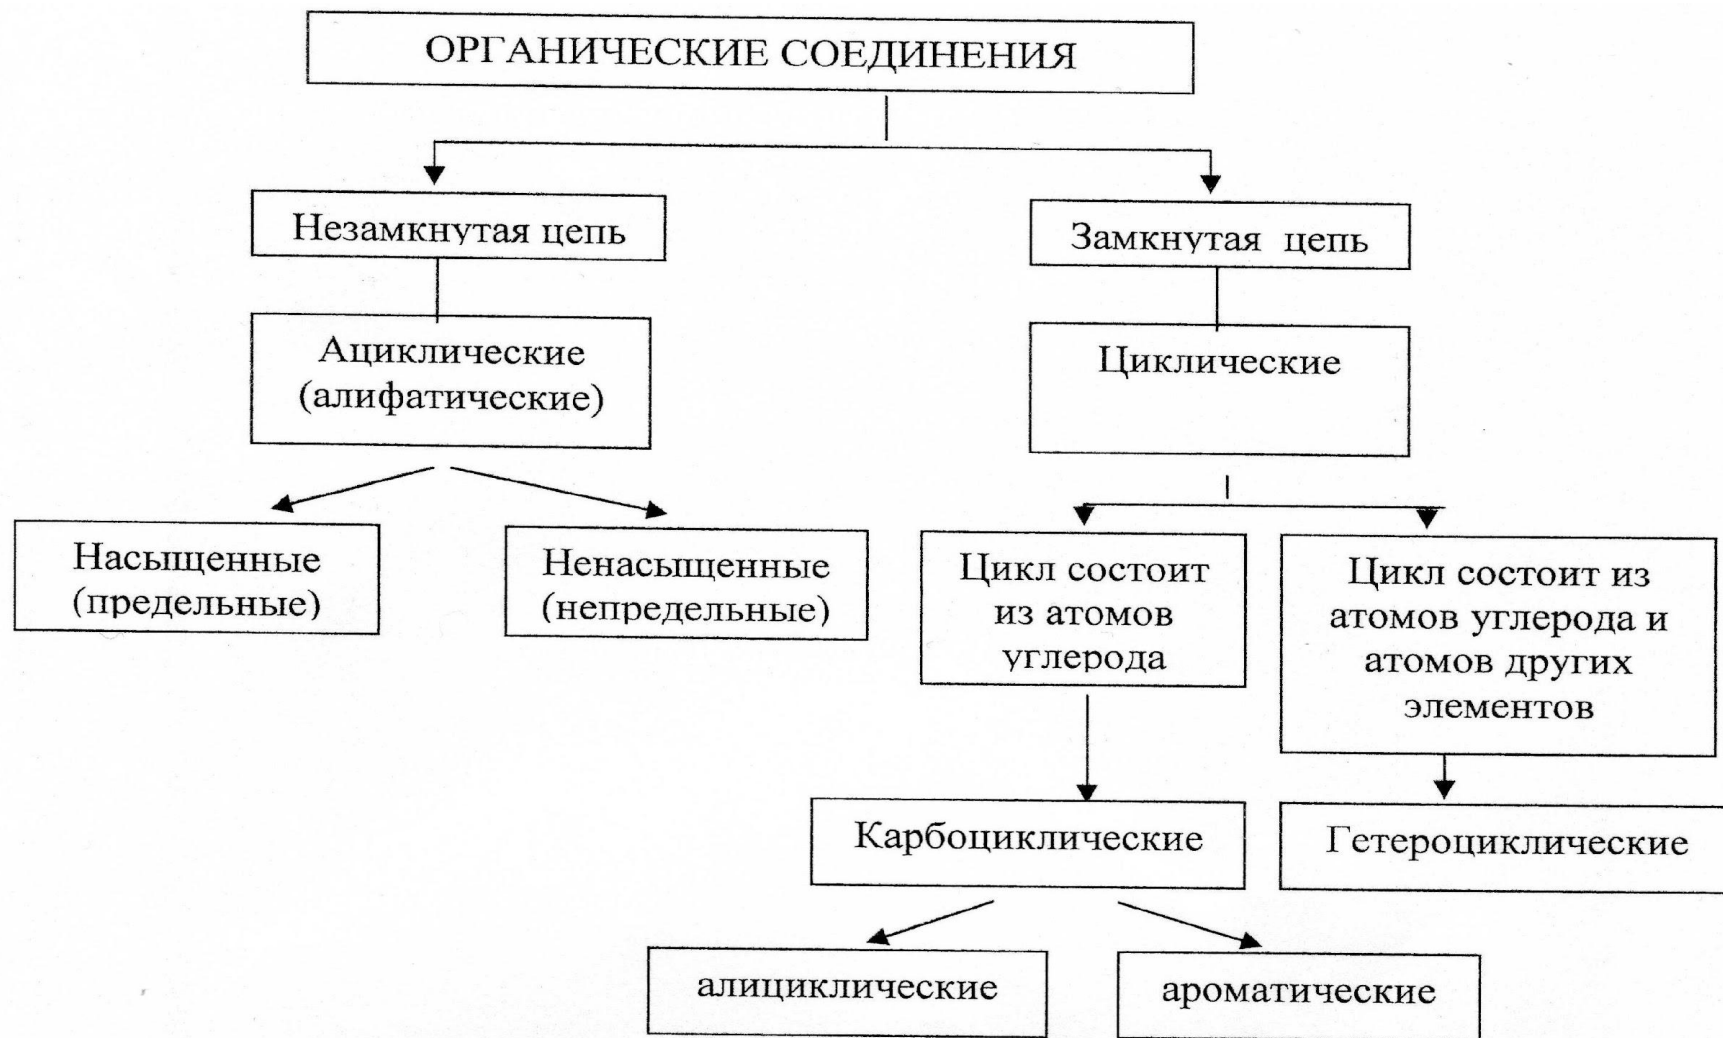 ОРГАНИЧЕСКИЕ СОЕДИНЕНИЯ
Незамкнутая цепь
Замкнутая цепь
Ациклические
(алифатические)
Циклические
Насыщенные
(предельные)
Ненасыщенные
(непредельные)
Цикл состоит
из атомов
углерода
Цикл состоит из
атомов углерода и
атомов других
элементов
Карбоциклические
Гетероциклические
алициклические
ароматические